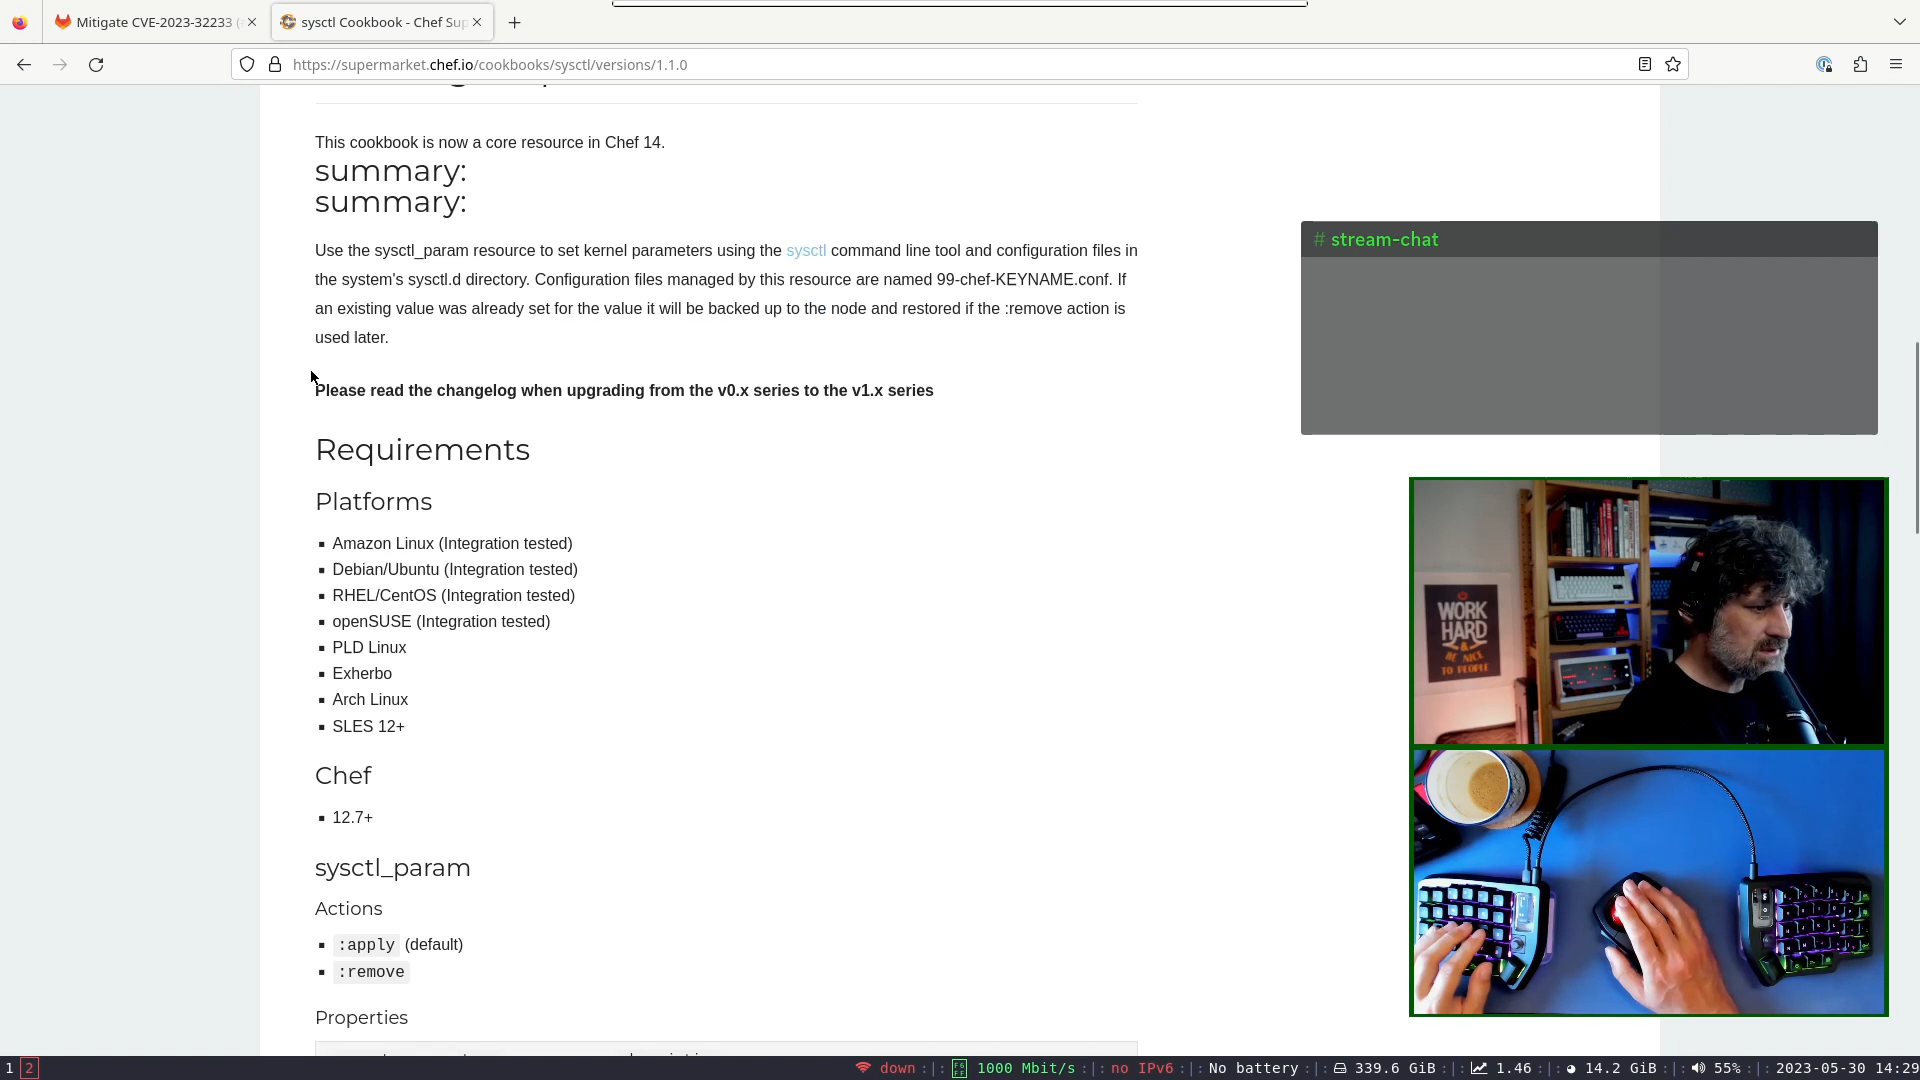 Mitigate CVE-2023-32233
sysctl Cookbook - Chef Sup
https://supermarket.chef.io/cookbooks/sysctl/versions/1.1.0
This cookbook is now a core resource in Chef 14.
summary:
summary:
Use the sysctl_param resource to set kernel parameters using the sysctl command line tool and configuration files in
the system's sysctl.d directory. Configuration files managed by this resource are named 99-chef-KEYNAME.conf. If
an existing value was already set for the value it will be backed up to the node and restored if the :remove action is
used later.
Please read the changelog when upgrading from the v0.x series to the v1.x series
Requirements
Platforms
Amazon Linux (Integration tested)
Debian/Ubuntu (Integration tested)
RHEL/CentOS (Integration tested)
openSUSE (Integration tested)
PLD Linux
Exherbo
Arch Linux
SLES 12+
Chef
12.7+
sysctl_param
Actions
:apply (default)
:remove
Properties
# stream-chat
WORK
HARD
&
BE NICE
TO PEOPLE
1 2
down :|: 1000 Mbit/s :|: no IPv6 :|: No battery :|: 339.6 GiB :|: 1.46 :|: 14.2 GiB :|: 55% :|: 2023-05-30 14:29